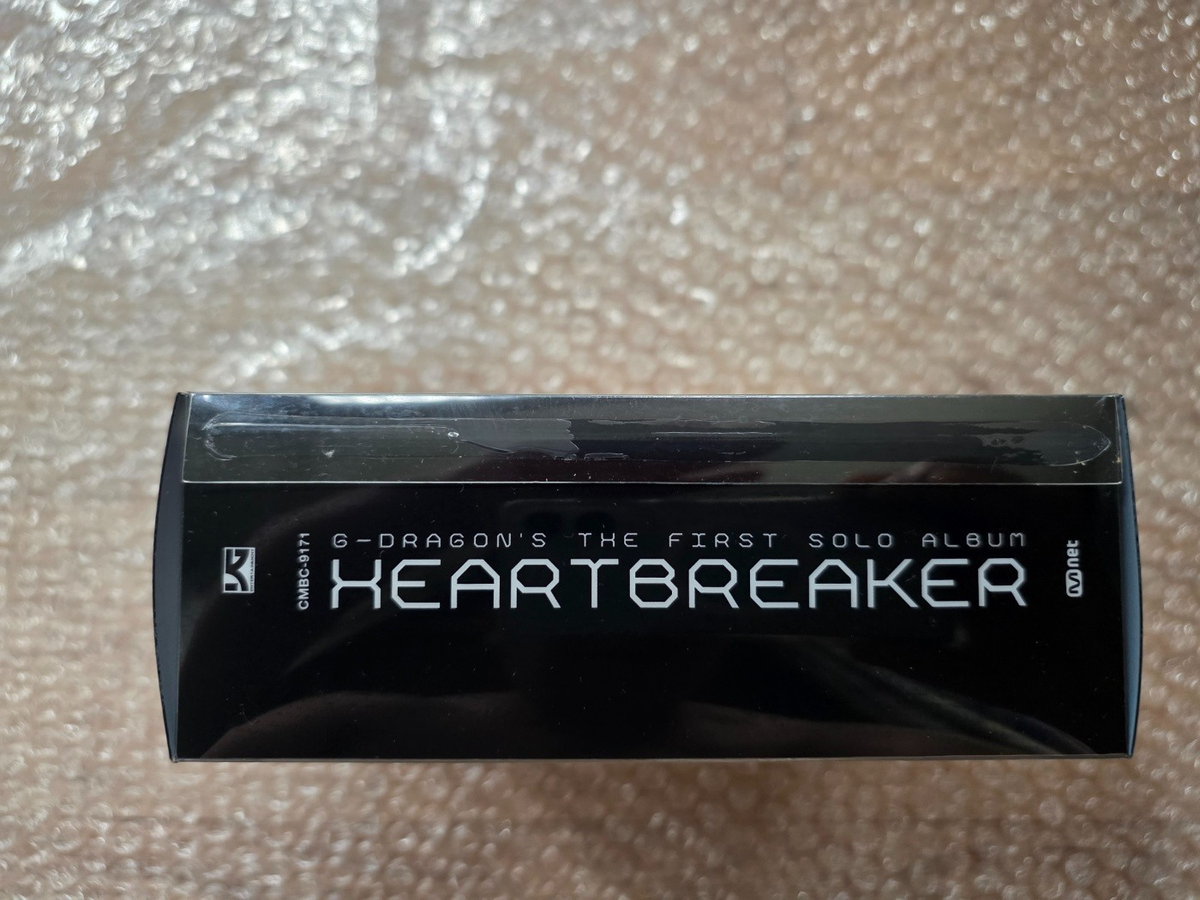 CMBC-9171
G-DRAGON'S THE FIRST SOLO ALBUM
HEARTBREAKER
Mnet